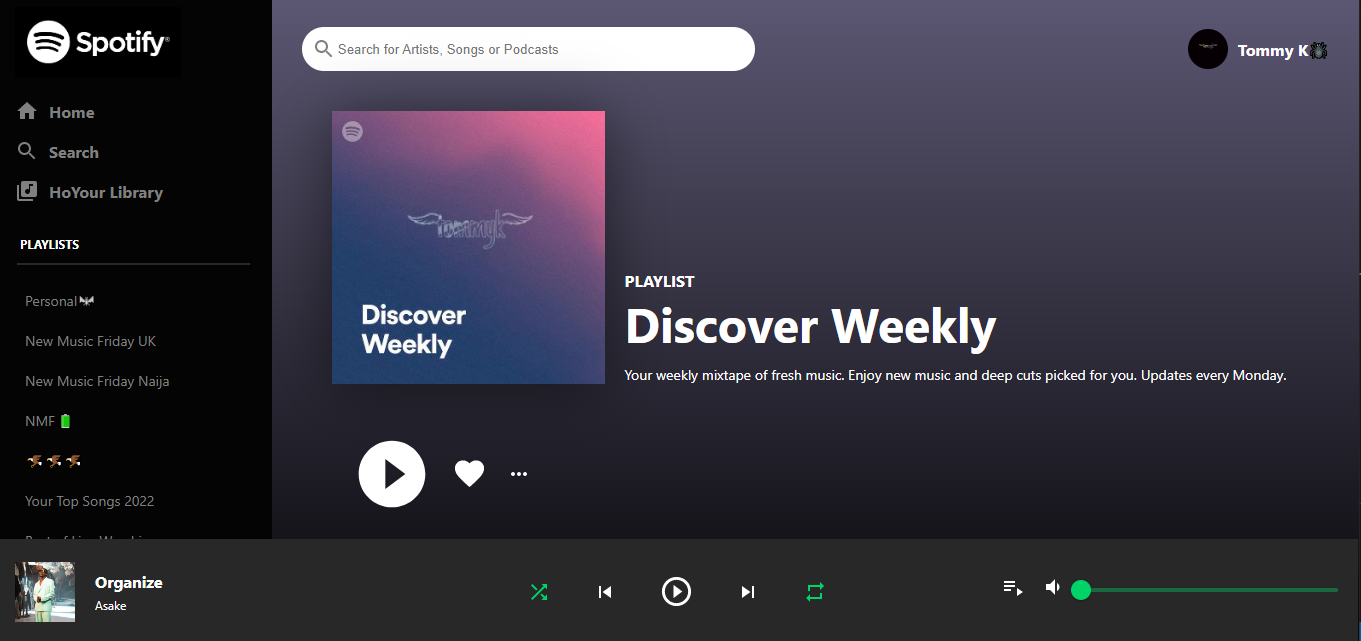 Spotify®
Home
Search
HoYour Library
PLAYLISTS
Personal
New Music Friday UK
New Music Friday Naija
NMF 🔋
🦅🦅🦅
Your Top Songs 2022
Search for Artists, Songs or Podcasts
Tommy K🕷
tommyk
Discover
Weekly
PLAYLIST
Discover Weekly
Your weekly mixtape of fresh music. Enjoy new music and deep cuts picked for you. Updates every Monday.
Organize
Asake